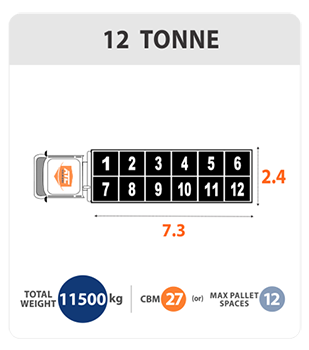 12 TONNE
1 2 3 4 5 6
7 8 9 10 11 12
2.4
7.3
TOTAL WEIGHT 11500 kg CBM 27 (or) MAX PALLET SPACES 12